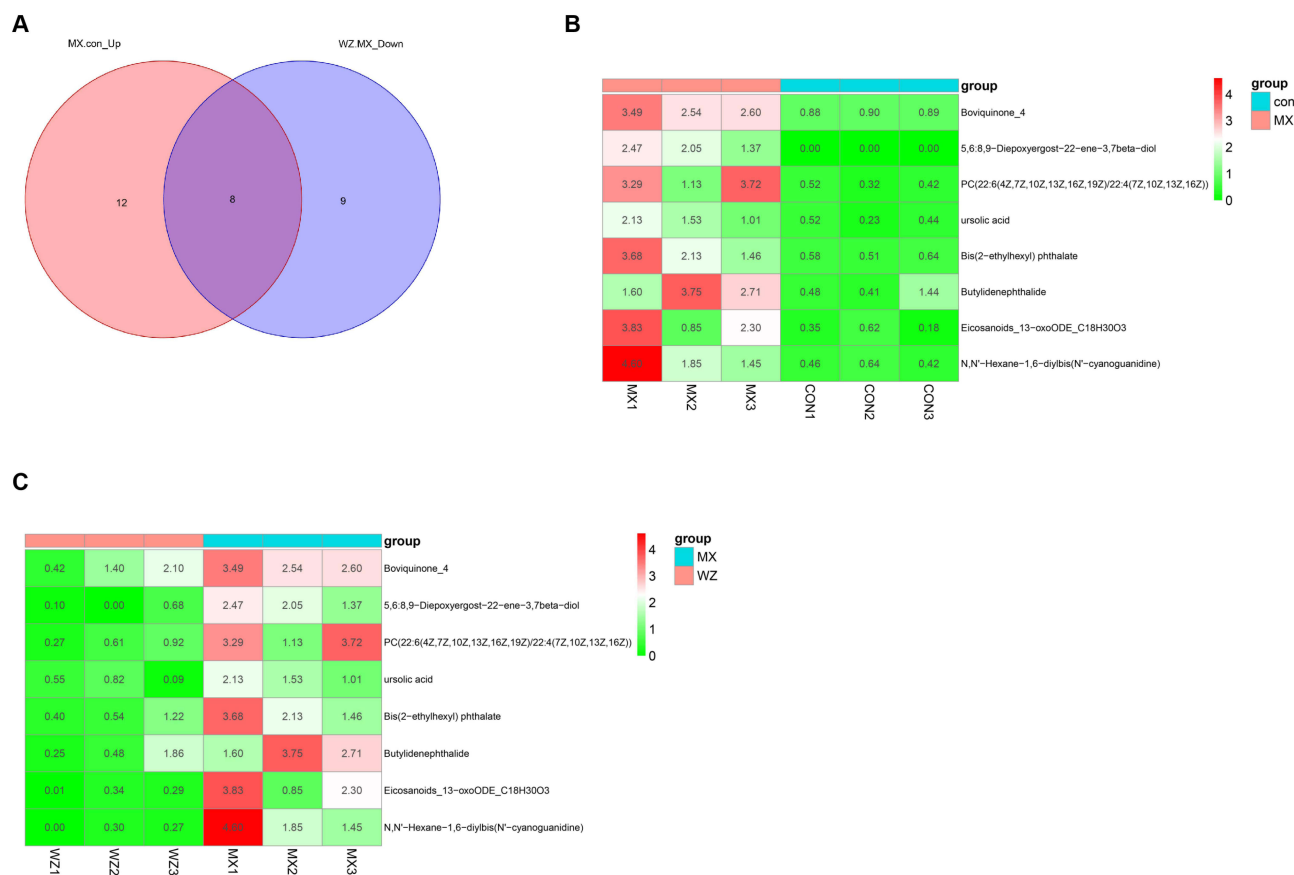 A
MX.con_Up
WZ.MX_Down
12
8
9
B
group
3.49 2.54 2.60 0.88 0.90 0.89 Boviquinone_4
2.47 2.05 1.37 0.00 0.00 0.00 5,6:8,9−Diepoxyergost−22−ene−3,7beta−diol
3.29 1.13 3.72 0.52 0.32 0.42 PC(22:6(4Z,7Z,10Z,13Z,16Z,19Z)/22:4(7Z,10Z,13Z,16Z))
2.13 1.53 1.01 0.52 0.23 0.44 ursolic acid
3.68 2.13 1.46 0.58 0.51 0.64 Bis(2−ethylhexyl) phthalate
1.60 3.75 2.71 0.48 0.41 1.44 Butylidenephthalide
3.83 0.85 2.30 0.35 0.62 0.18 Eicosanoids_13−oxoODE_C18H30O3
1.85 1.45 0.46 0.64 0.42 N,N'−Hexane−1,6−diylbis(N'−cyanoguanidine)
MX1 MX2 MX3 CON1 CON2 CON3
4
3
2
1
0
group
con
MX
C
group
0.42 1.40 2.10 3.49 2.54 2.60 Boviquinone_4
0.10 0.00 0.68 2.47 2.05 1.37 5,6:8,9−Diepoxyergost−22−ene−3,7beta−diol
0.27 0.61 0.92 3.29 1.13 3.72 PC(22:6(4Z,7Z,10Z,13Z,16Z,19Z)/22:4(7Z,10Z,13Z,16Z))
0.55 0.82 0.09 2.13 1.53 1.01 ursolic acid
0.40 0.54 1.22 3.68 2.13 1.46 Bis(2−ethylhexyl) phthalate
0.25 0.48 1.86 1.60 3.75 2.71 Butylidenephthalide
0.01 0.34 0.29 3.83 0.85 2.30 Eicosanoids_13−oxoODE_C18H30O3
0.00 0.30 0.27 1.85 1.45 N,N'−Hexane−1,6−diylbis(N'−cyanoguanidine)
WZ1 WZ2 WZ3 MX1 MX2 MX3
4
3
2
1
0
group
MX
WZ